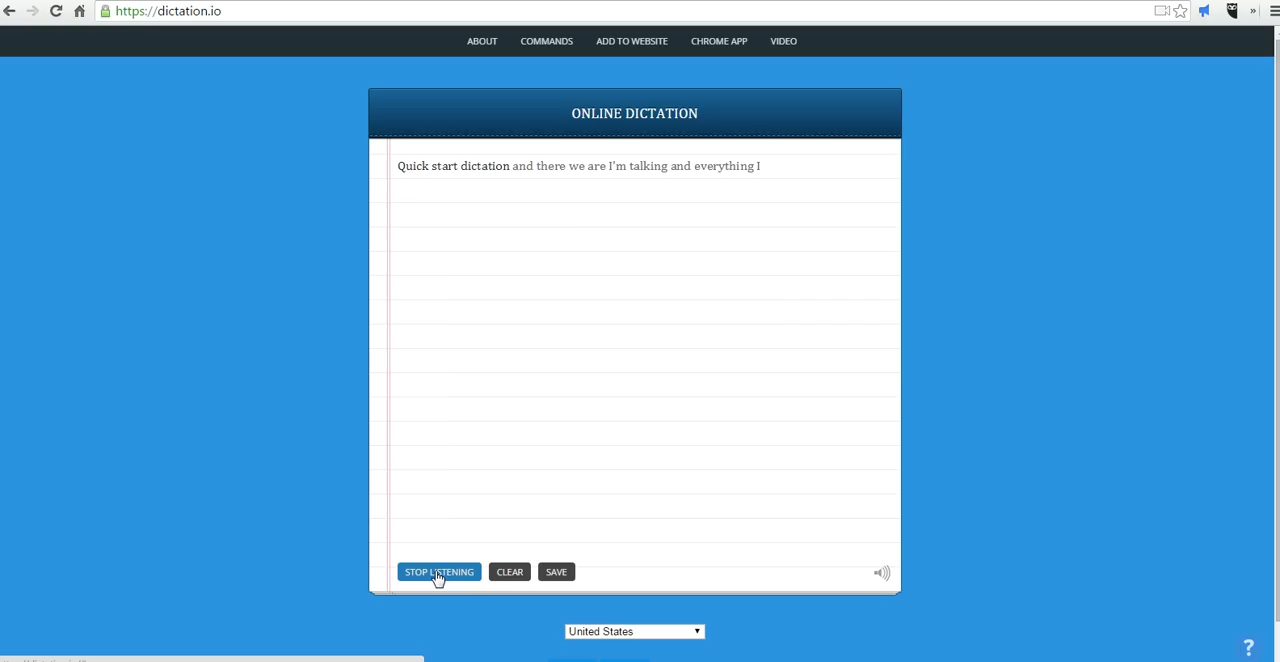 https://dictation.io
»
ABOUT COMMANDS ADD TO WEBSITE CHROME APP VIDEO
ONLINE DICTATION
Quick start dictation and there we are I'm talking and everything I
STOP LISTENING CLEAR SAVE
United States
?